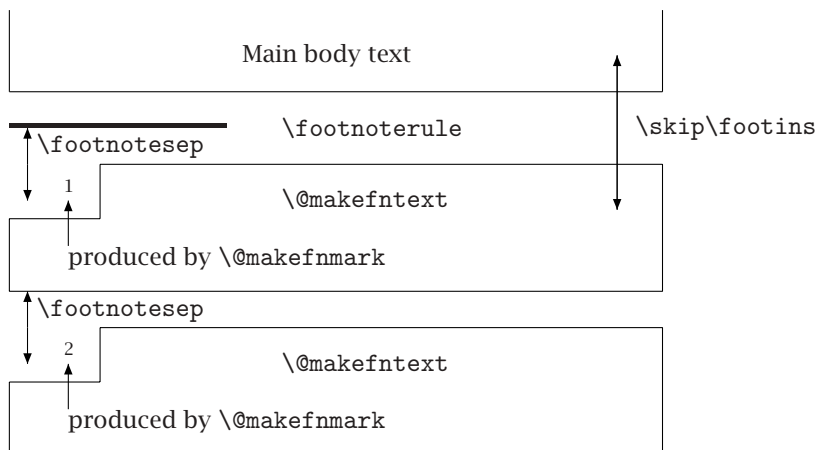 Main body text
\footnoterule
\skip\footins
\footnotesep
1
\@makefntext
produced by \@makefnmark
\footnotesep
2
\@makefntext
produced by \@makefnmark